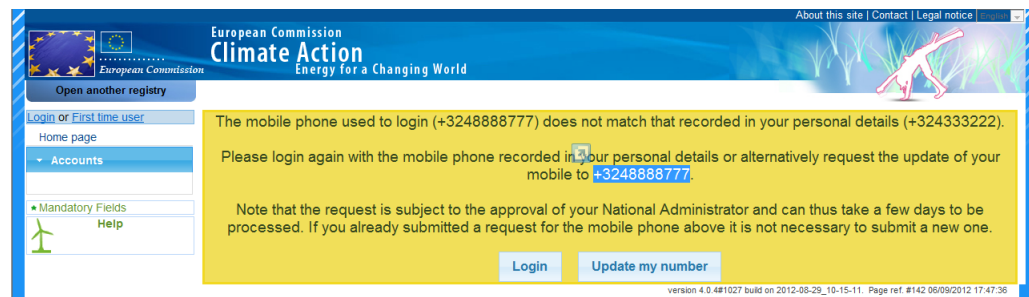 About this site | Contact | Legal notice English
European Commission
Climate Action
Energy for a Changing World
European Commission
Open another registry
Login or First time user
Home page
Accounts
Mandatory Fields
Help
The mobile phone used to login (+3248888777) does not match that recorded in your personal details (+324333222).
Please login again with the mobile phone recorded in your personal details or alternatively request the update of your
mobile to +3248888777.
Note that the request is subject to the approval of your National Administrator and can thus take a few days to be
processed. If you already submitted a request for the mobile phone above it is not necessary to submit a new one.
Login Update my number
version 4.0.4#1027 build on 2012-08-29_10-15-11. Page ref. #142 06/09/2012 17:47:36